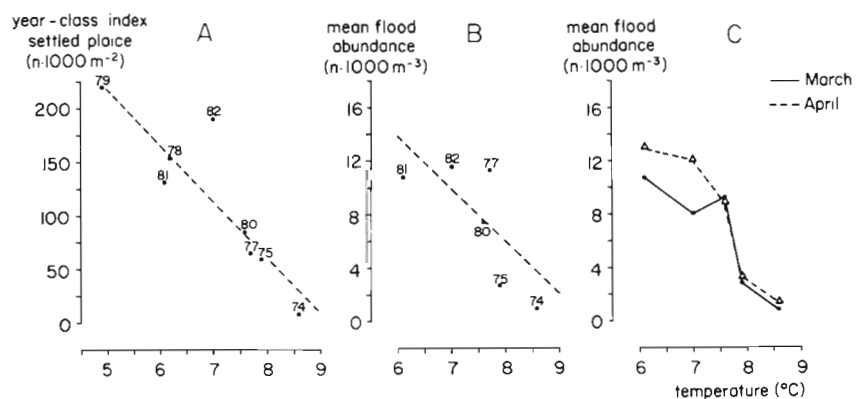 year-class index
settled plaice
(n·1000 m-2)
A
79
82
78
81
80
77
75
74
200
150
100
50
0
5 6 7 8 9
mean flood
abundance
(n·1000 m-3)
B
16
12
8
4
0
81
82
77
80
75
74
6 7 8 9
mean flood
abundance
(n·1000 m-3)
C
March
April
16
12
8
4
0
6 7 8 9
temperature (°C)